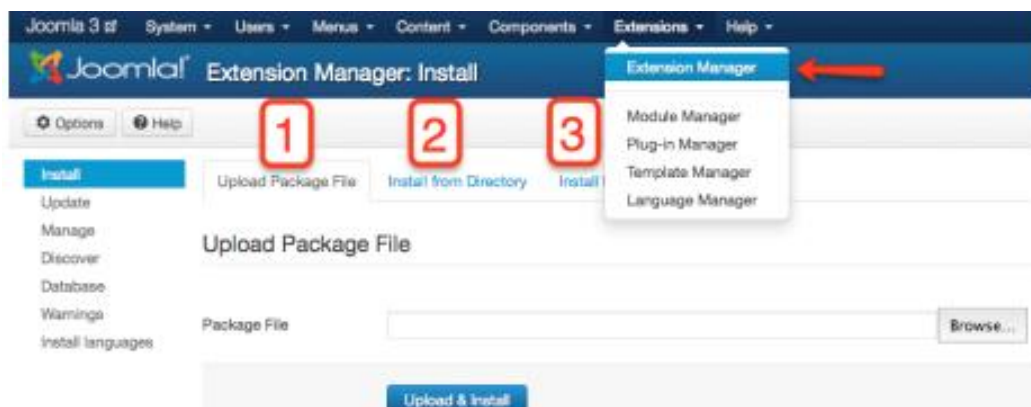 Joomla 3 System Users Menus Content Components Extensions Help
Joomla! Extension Manager: Install
Extension Manager
Module Manager
Plug-in Manager
Template Manager
Language Manager
Options Help
1 2 3
Install
Update
Manage
Discover
Database
Warnings
Install languages
Upload Package File Install from Directory Install
Upload Package File
Package File Browse...
Upload & Install